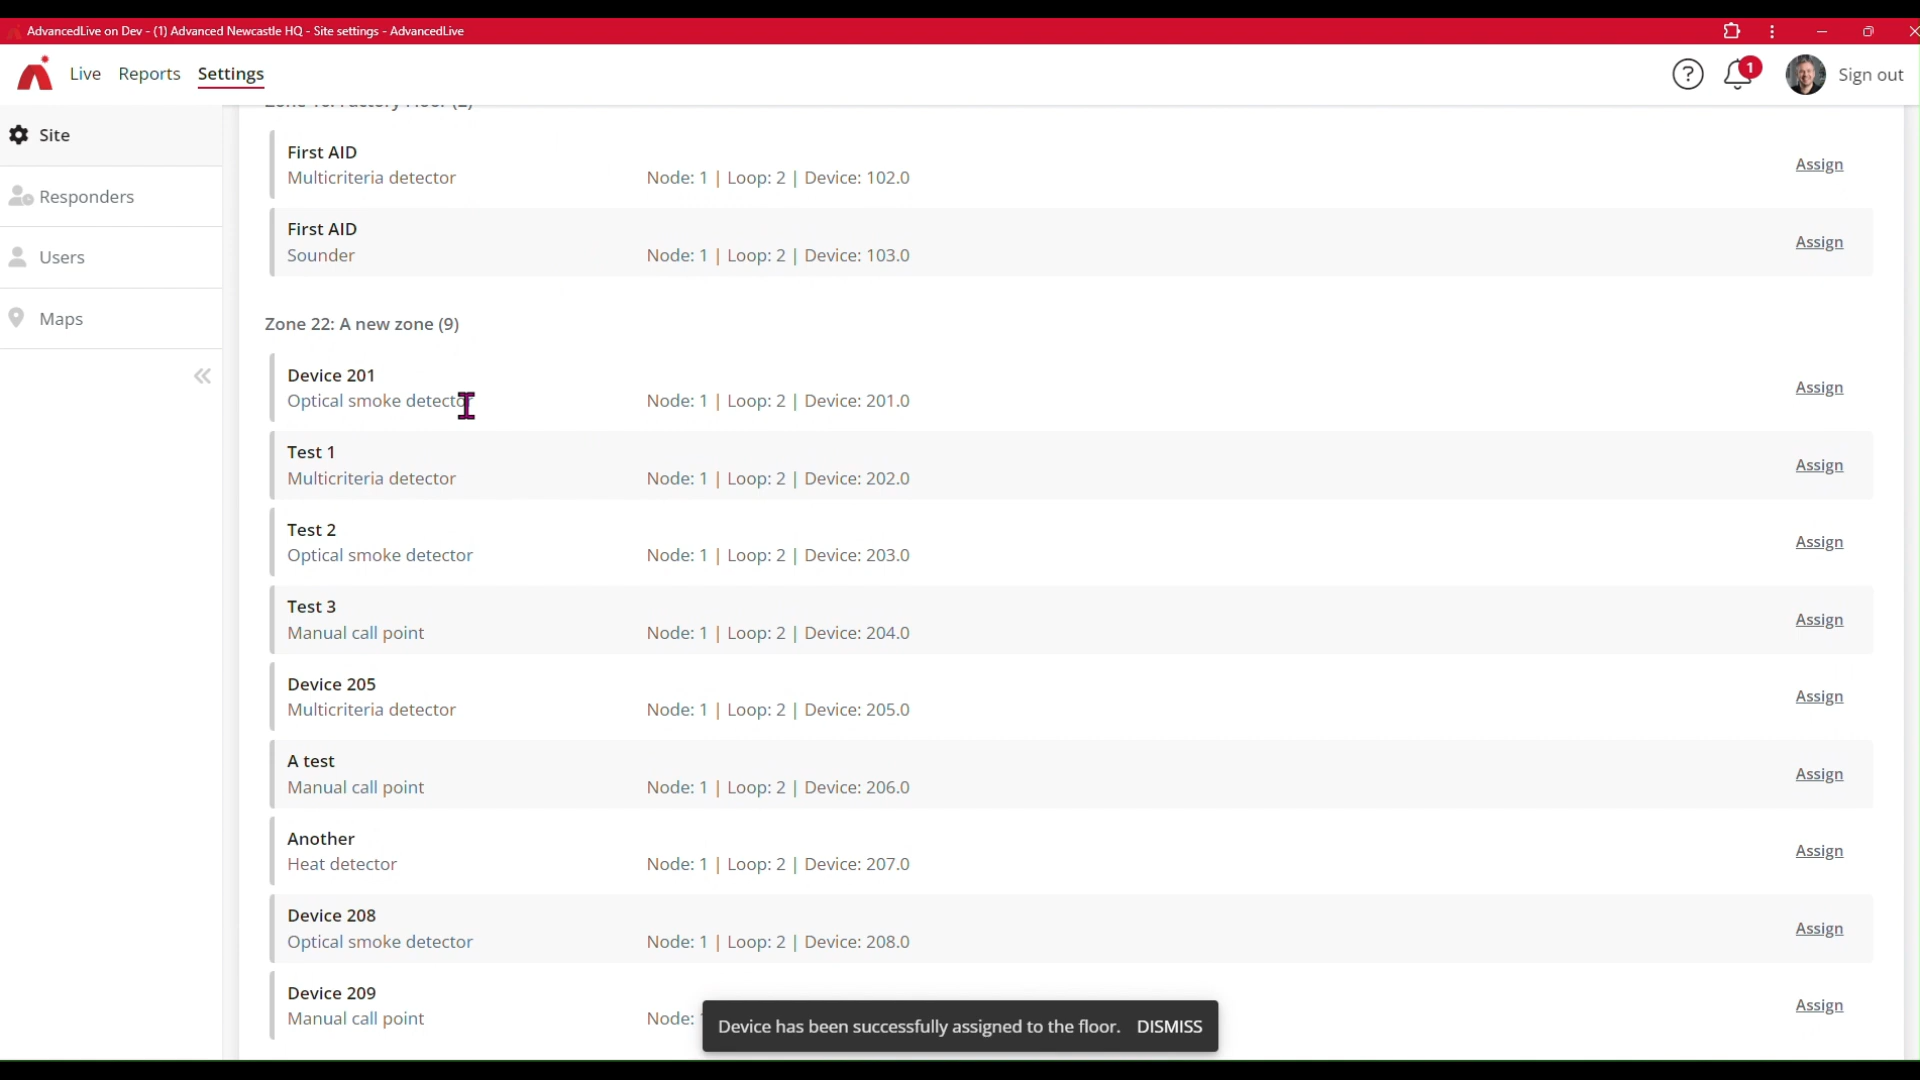 AdvancedLive on Dev - (1) Advanced Newcastle HQ - Site settings - AdvancedLive
Live Reports Settings
? 1 Sign out
Site
Responders
Users
Maps
First AID
Multicriteria detector Node: 1 | Loop: 2 | Device: 102.0 Assign
First AID
Sounder Node: 1 | Loop: 2 | Device: 103.0 Assign
Zone 22: A new zone (9)
Device 201
Optical smoke detector Node: 1 | Loop: 2 | Device: 201.0 Assign
Test 1
Multicriteria detector Node: 1 | Loop: 2 | Device: 202.0 Assign
Test 2
Optical smoke detector Node: 1 | Loop: 2 | Device: 203.0 Assign
Test 3
Manual call point Node: 1 | Loop: 2 | Device: 204.0 Assign
Device 205
Multicriteria detector Node: 1 | Loop: 2 | Device: 205.0 Assign
A test
Manual call point Node: 1 | Loop: 2 | Device: 206.0 Assign
Another
Heat detector Node: 1 | Loop: 2 | Device: 207.0 Assign
Device 208
Optical smoke detector Node: 1 | Loop: 2 | Device: 208.0 Assign
Device 209
Manual call point Node: Assign
Device has been successfully assigned to the floor. DISMISS